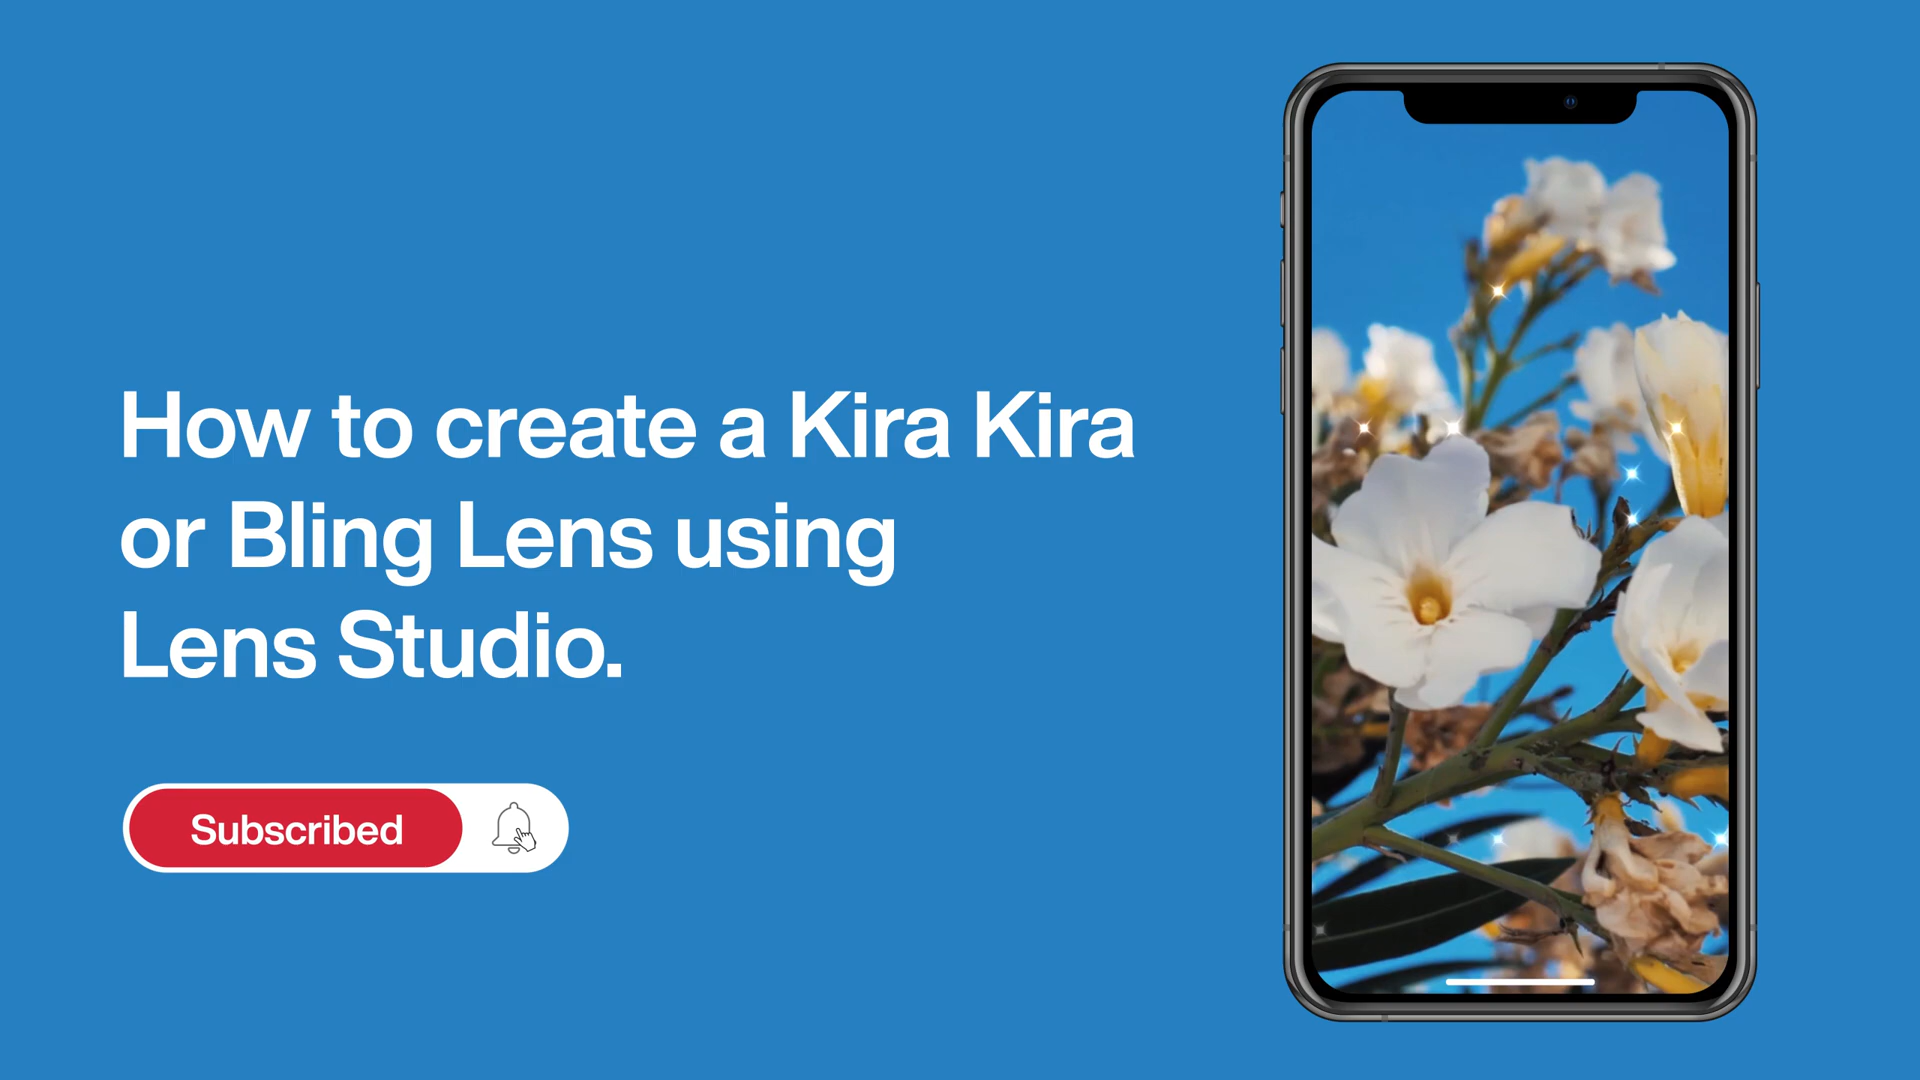 How to create a Kira Kira
or Bling Lens using
Lens Studio.
Subscribed